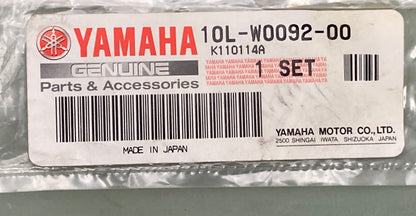 YAMAHA 10L-W0092-00
K110114A
GENUINE
1 SET
Parts & Accessories
YAMAHA MOTOR CO., LTD.
MADE IN JAPAN
2500 SHINGAI IWATA SHIZUOKA JAPAN